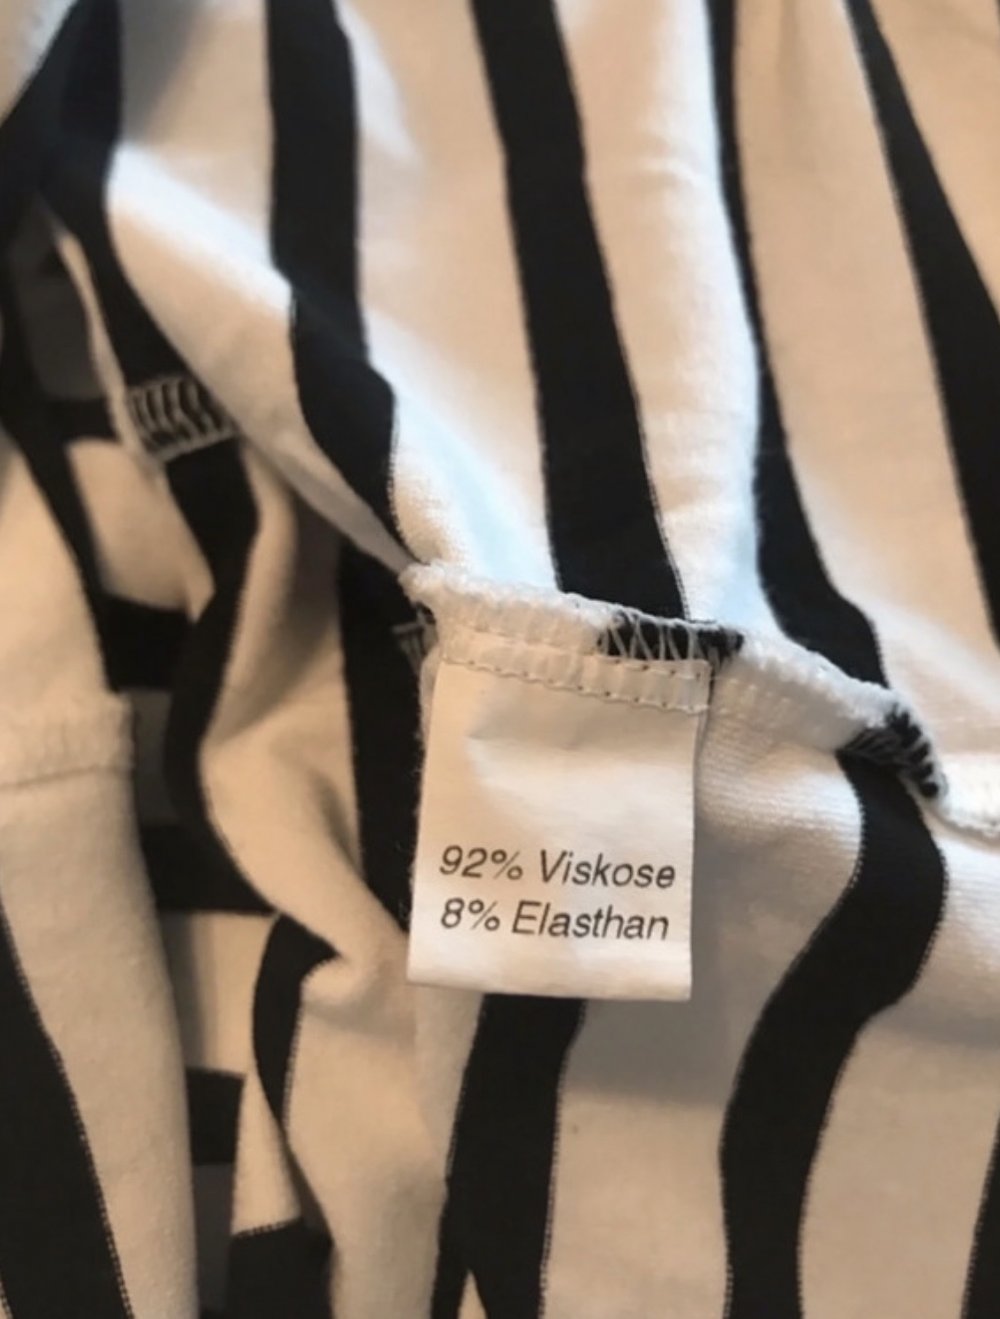 92% Viskose
8% Elasthan